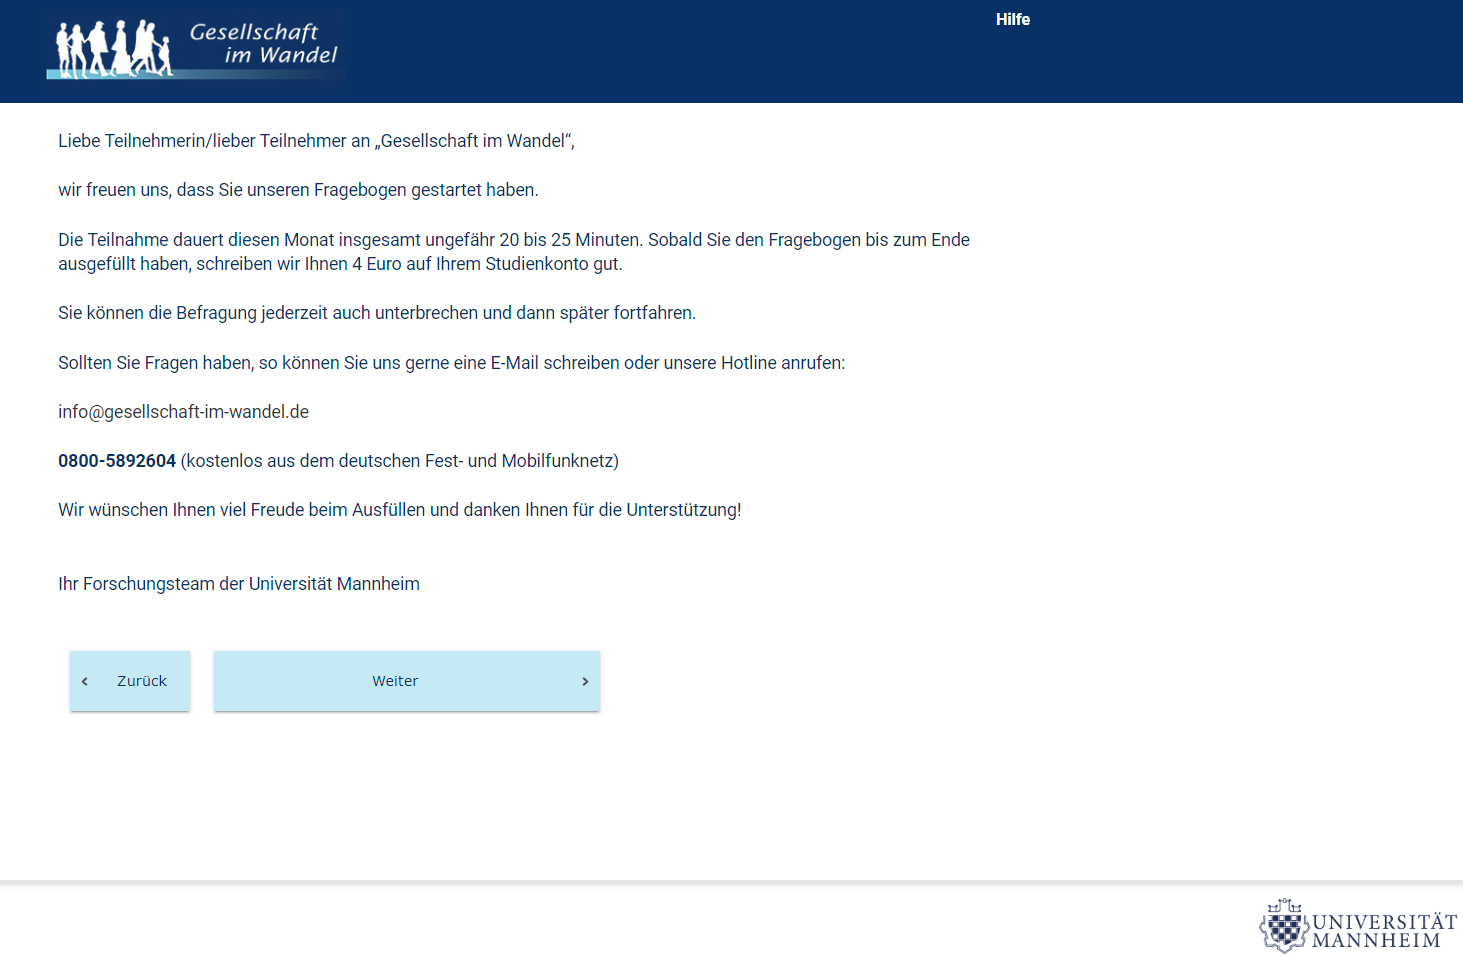 Gesellschaft
im Wandel
Hilfe
Liebe Teilnehmerin/lieber Teilnehmer an „Gesellschaft im Wandel“,
wir freuen uns, dass Sie unseren Fragebogen gestartet haben.
Die Teilnahme dauert diesen Monat insgesamt ungefähr 20 bis 25 Minuten. Sobald Sie den Fragebogen bis zum Ende
ausgefüllt haben, schreiben wir Ihnen 4 Euro auf Ihrem Studienkonto gut.
Sie können die Befragung jederzeit auch unterbrechen und dann später fortfahren.
Sollten Sie Fragen haben, so können Sie uns gerne eine E-Mail schreiben oder unsere Hotline anrufen:
info@gesellschaft-im-wandel.de
0800-5892604 (kostenlos aus dem deutschen Fest- und Mobilfunknetz)
Wir wünschen Ihnen viel Freude beim Ausfüllen und danken Ihnen für die Unterstützung!
Ihr Forschungsteam der Universität Mannheim
Zurück
Weiter
UNIVERSITÄT
MANNHEIM